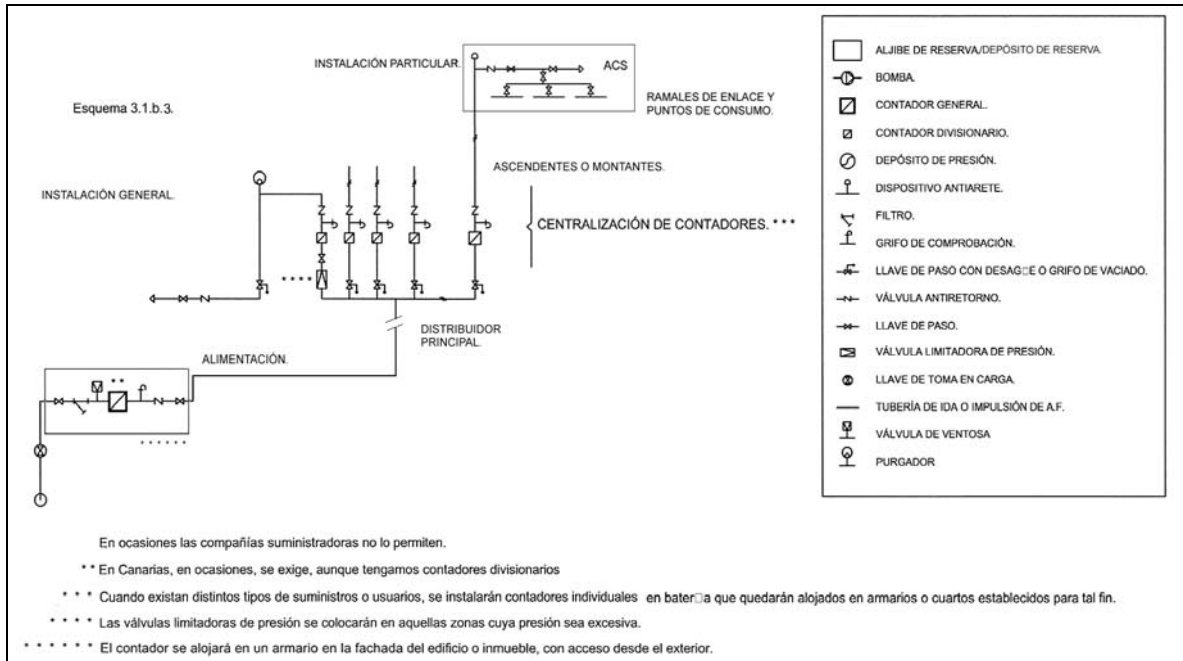 INSTALACIÓN PARTICULAR.
ACS
Esquema 3.1.b.3.
RAMALES DE ENLACE Y
PUNTOS DE CONSUMO.
ASCENDENTES O MONTANTES.
INSTALACIÓN GENERAL.
CENTRALIZACIÓN DE CONTADORES. * * *
* * * *
DISTRIBUIDOR
PRINCIPAL.
ALIMENTACIÓN.
* *
* * * * * *
ALJIBE DE RESERVA/DEPÓSITO DE RESERVA.
BOMBA.
CONTADOR GENERAL.
CONTADOR DIVISIONARIO.
DEPÓSITO DE PRESIÓN.
DISPOSITIVO ANTIARETE.
FILTRO.
GRIFO DE COMPROBACIÓN.
LLAVE DE PASO CON DESAG□E O GRIFO DE VACIADO.
VÁLVULA ANTIRETORNO.
LLAVE DE PASO.
VÁLVULA LIMITADORA DE PRESIÓN.
LLAVE DE TOMA EN CARGA.
TUBERÍA DE IDA O IMPULSIÓN DE A.F.
VÁLVULA DE VENTOSA
PURGADOR
En ocasiones las compañías suministradoras no lo permiten.
* * En Canarias, en ocasiones, se exige, aunque tengamos contadores divisionarios
* * * Cuando existan distintos tipos de suministros o usuarios, se instalarán contadores individuales en bater□a que quedarán alojados en armarios o cuartos establecidos para tal fin.
* * * * Las válvulas limitadoras de presión se colocarán en aquellas zonas cuya presión sea excesiva.
* * * * * * El contador se alojará en un armario en la fachada del edificio o inmueble, con acceso desde el exterior.